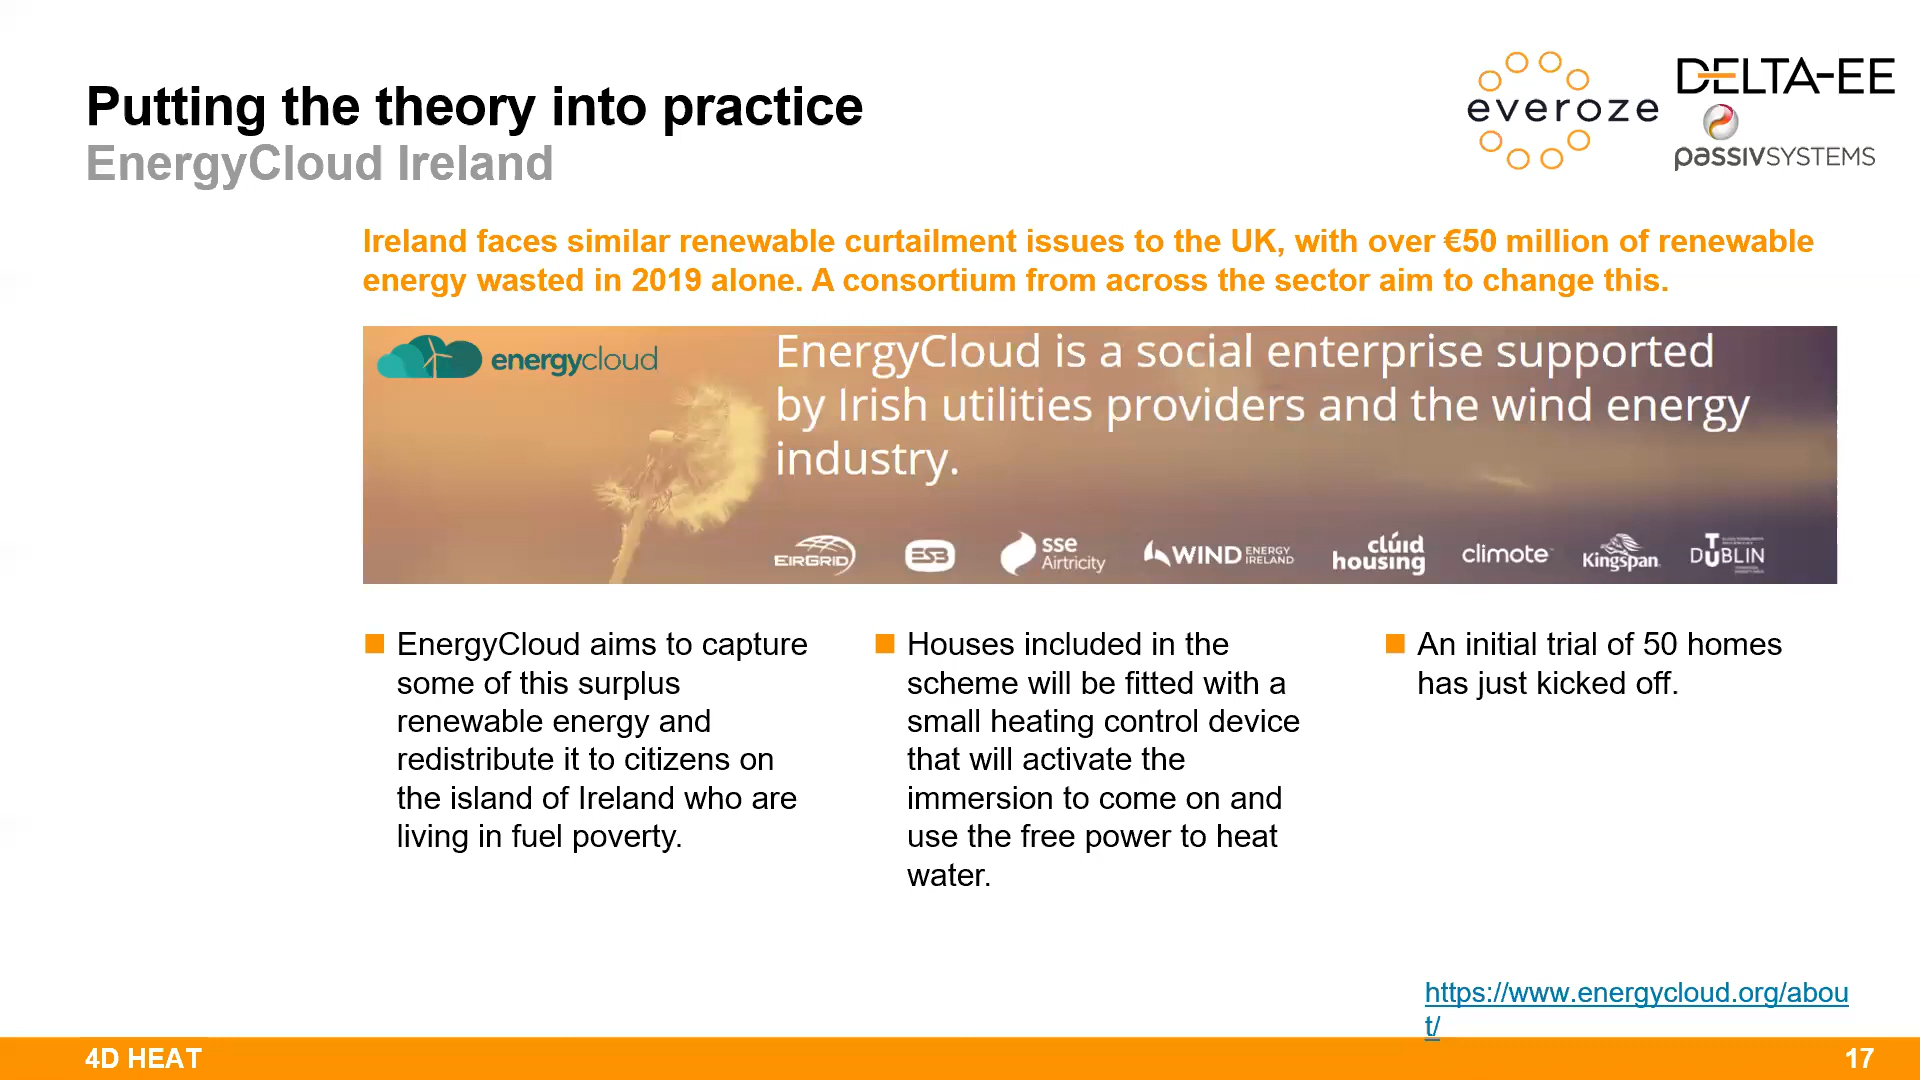 Putting the theory into practice
EnergyCloud Ireland
everoze
DELTA-EE
PASSIVSYSTEMS
Ireland faces similar renewable curtailment issues to the UK, with over €50 million of renewable
energy wasted in 2019 alone. A consortium from across the sector aim to change this.
energycloud
EnergyCloud is a social enterprise supported
by Irish utilities providers and the wind energy
industry.
EIRGRID
ESB
sse
Airtricity
WIND ENERGY
IRELAND
clúid
housing
climote
Kingspan
TU DUBLIN
EnergyCloud aims to capture
some of this surplus
renewable energy and
redistribute it to citizens on
the island of Ireland who are
living in fuel poverty.
Houses included in the
scheme will be fitted with a
small heating control device
that will activate the
immersion to come on and
use the free power to heat
water.
An initial trial of 50 homes
has just kicked off.
https://www.energycloud.org/abou
t/
4D HEAT
17